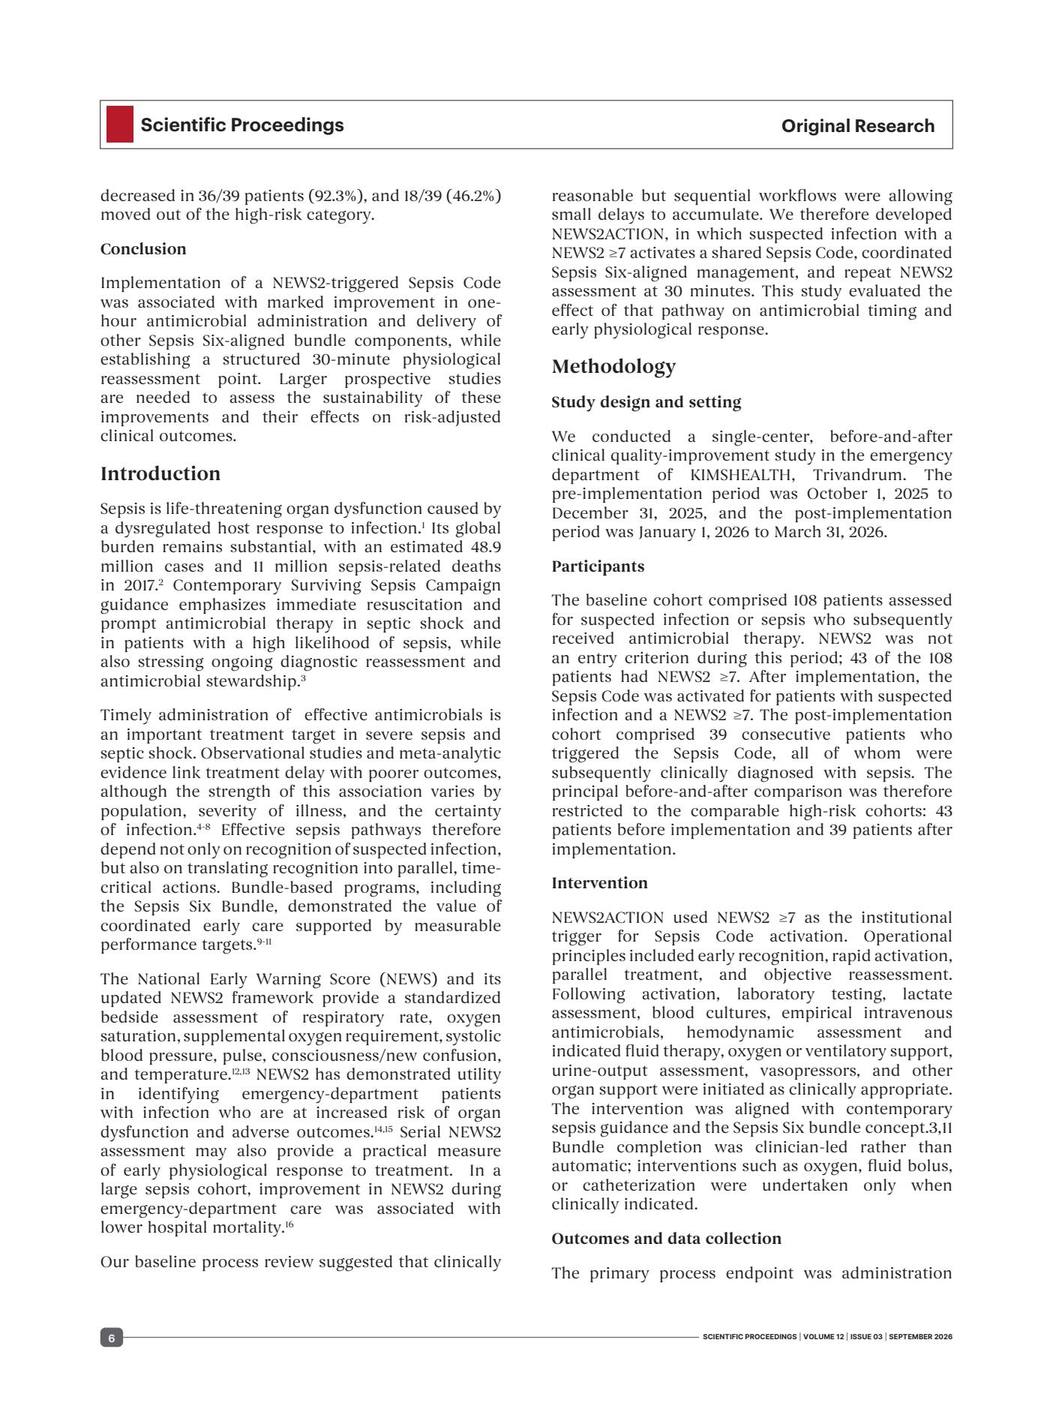 Scientific Proceedings
Original Research
decreased in 36/39 patients (92.3%), and 18/39 (46.2%)
moved out of the high-risk category.
Conclusion
Implementation of a NEWS2-triggered Sepsis Code
was associated with marked improvement in one-
hour antimicrobial administration and delivery of
other Sepsis Six-aligned bundle components, while
establishing a structured 30-minute physiological
reassessment point. Larger prospective studies
are needed to assess the sustainability of these
improvements and their effects on risk-adjusted
clinical outcomes.
Introduction
Sepsis is life-threatening organ dysfunction caused by
a dysregulated host response to infection.¹ Its global
burden remains substantial, with an estimated 48.9
million cases and 11 million sepsis-related deaths
in 2017.² Contemporary Surviving Sepsis Campaign
guidance emphasizes immediate resuscitation and
prompt antimicrobial therapy in septic shock and
in patients with a high likelihood of sepsis, while
also stressing ongoing diagnostic reassessment and
antimicrobial stewardship.³
Timely administration of effective antimicrobials is
an important treatment target in severe sepsis and
septic shock. Observational studies and meta-analytic
evidence link treatment delay with poorer outcomes,
although the strength of this association varies by
population, severity of illness, and the certainty
of infection.⁴⁻⁸ Effective sepsis pathways therefore
depend not only on recognition of suspected infection,
but also on translating recognition into parallel, time-
critical actions. Bundle-based programs, including
the Sepsis Six Bundle, demonstrated the value of
coordinated early care supported by measurable
performance targets.⁹⁻¹¹
The National Early Warning Score (NEWS) and its
updated NEWS2 framework provide a standardized
bedside assessment of respiratory rate, oxygen
saturation, supplemental oxygen requirement, systolic
blood pressure, pulse, consciousness/new confusion,
and temperature.¹²,¹³ NEWS2 has demonstrated utility
in identifying emergency-department patients
with infection who are at increased risk of organ
dysfunction and adverse outcomes.¹⁴,¹⁵ Serial NEWS2
assessment may also provide a practical measure
of early physiological response to treatment. In a
large sepsis cohort, improvement in NEWS2 during
emergency-department care was associated with
lower hospital mortality.¹⁶
Our baseline process review suggested that clinically
reasonable but sequential workflows were allowing
small delays to accumulate. We therefore developed
NEWS2ACTION, in which suspected infection with a
NEWS2 ≥7 activates a shared Sepsis Code, coordinated
Sepsis Six-aligned management, and repeat NEWS2
assessment at 30 minutes. This study evaluated the
effect of that pathway on antimicrobial timing and
early physiological response.
Methodology
Study design and setting
We conducted a single-center, before-and-after
clinical quality-improvement study in the emergency
department of KIMSHEALTH, Trivandrum. The
pre-implementation period was October 1, 2025 to
December 31, 2025, and the post-implementation
period was January 1, 2026 to March 31, 2026.
Participants
The baseline cohort comprised 108 patients assessed
for suspected infection or sepsis who subsequently
received antimicrobial therapy. NEWS2 was not
an entry criterion during this period; 43 of the 108
patients had NEWS2 ≥7. After implementation, the
Sepsis Code was activated for patients with suspected
infection and a NEWS2 ≥7. The post-implementation
cohort comprised 39 consecutive patients who
triggered the Sepsis Code, all of whom were
subsequently clinically diagnosed with sepsis. The
principal before-and-after comparison was therefore
restricted to the comparable high-risk cohorts: 43
patients before implementation and 39 patients after
implementation.
Intervention
NEWS2ACTION used NEWS2 ≥7 as the institutional
trigger for Sepsis Code activation. Operational
principles included early recognition, rapid activation,
parallel treatment, and objective reassessment.
Following activation, laboratory testing, lactate
assessment, blood cultures, empirical intravenous
antimicrobials, hemodynamic assessment and
indicated fluid therapy, oxygen or ventilatory support,
urine-output assessment, vasopressors, and other
organ support were initiated as clinically appropriate.
The intervention was aligned with contemporary
sepsis guidance and the Sepsis Six bundle concept.3,11
Bundle completion was clinician-led rather than
automatic; interventions such as oxygen, fluid bolus,
or catheterization were undertaken only when
clinically indicated.
Outcomes and data collection
The primary process endpoint was administration
6
SCIENTIFIC PROCEEDINGS | VOLUME 12 | ISSUE 03 | SEPTEMBER 2026